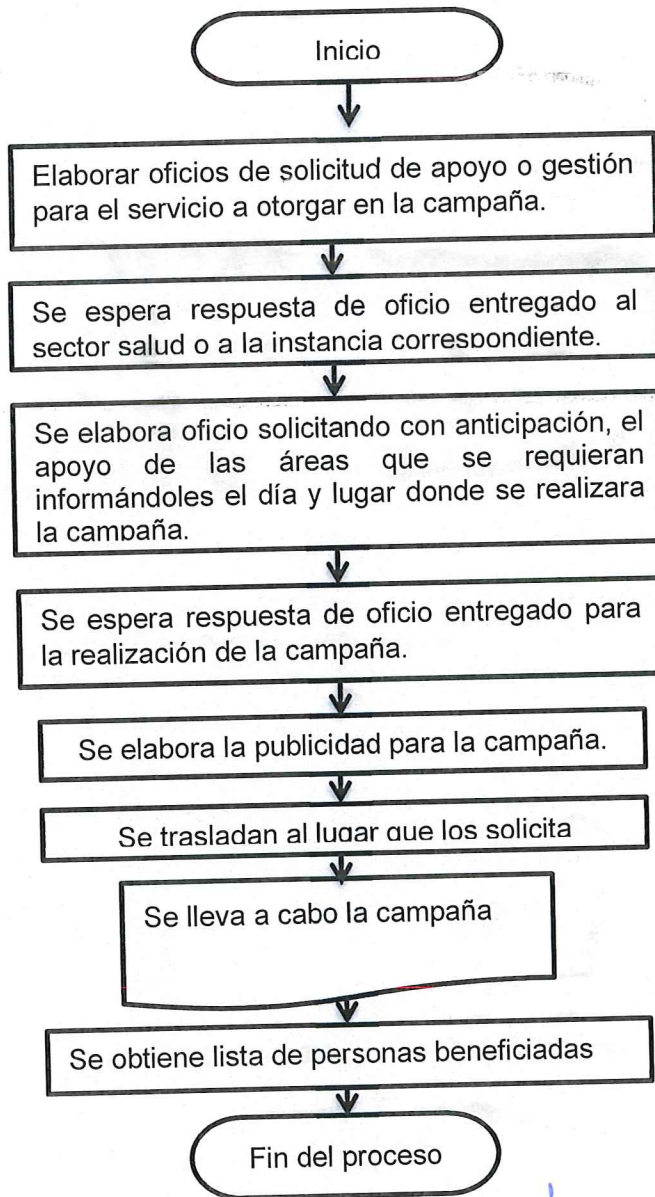 Inicio
Elaborar oficios de solicitud de apoyo o gestión
para el servicio a otorgar en la campaña.
Se espera respuesta de oficio entregado al
sector salud o a la instancia correspondiente.
Se elabora oficio solicitando con anticipación, el
apoyo de las áreas que se requieran
informándoles el día y lugar donde se realizara
la campaña.
Se espera respuesta de oficio entregado para
la realización de la campaña.
Se elabora la publicidad para la campaña.
Se trasladan al lugar que los solicita
Se lleva a cabo la campaña
Se obtiene lista de personas beneficiadas
Fin del proceso